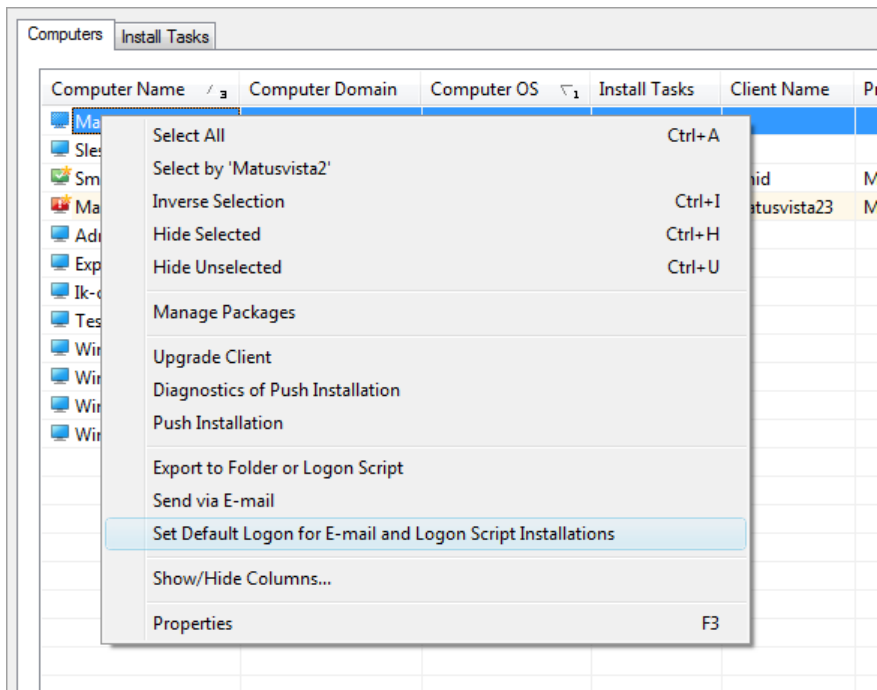 Computers Install Tasks
Computer Name 3 Computer Domain Computer OS 1 Install Tasks Client Name
Select All Ctrl+A
Select by 'Matusvista2'
Inverse Selection Ctrl+I
Hide Selected Ctrl+H
Hide Unselected Ctrl+U
Manage Packages
Upgrade Client
Diagnostics of Push Installation
Push Installation
Export to Folder or Logon Script
Send via E-mail
Set Default Logon for E-mail and Logon Script Installations
Show/Hide Columns...
Properties F3